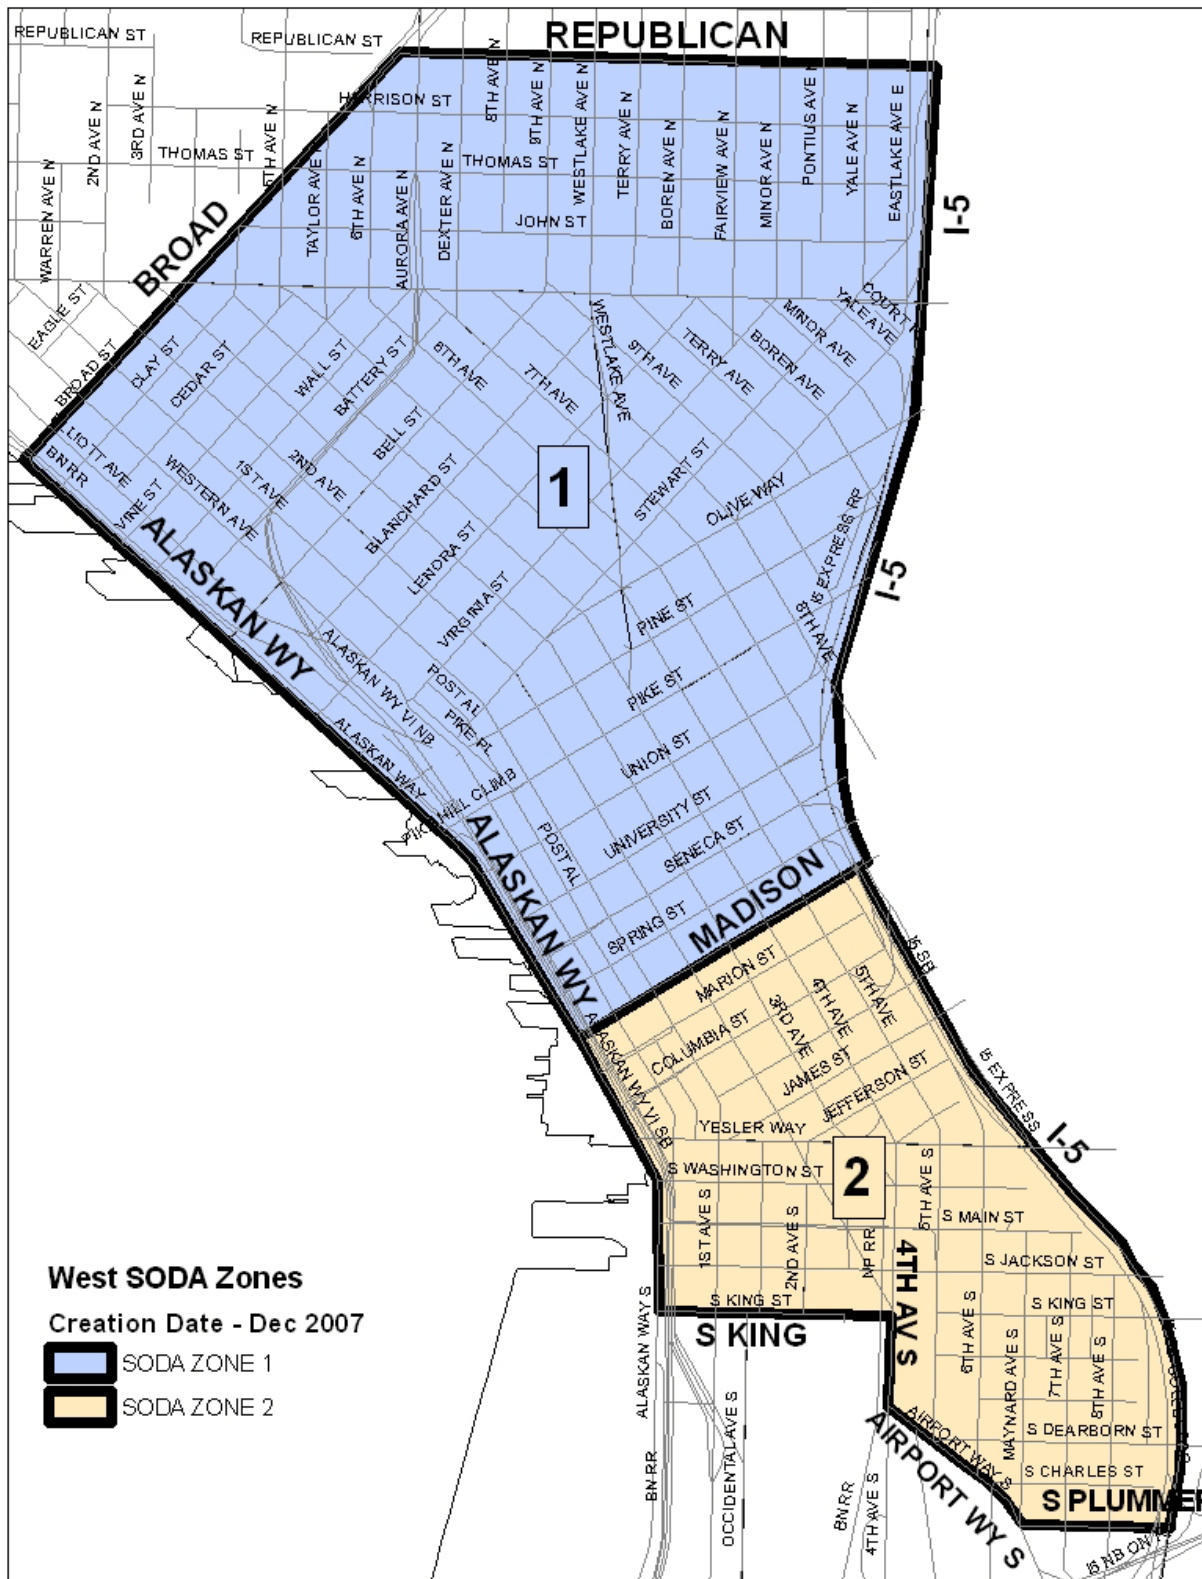 REPUBLICAN
REPUBLICAN ST
REPUBLICAN ST
8TH AVE N
9TH AVE N
WESTLAKE AVE N
TERRY AVE N
BOREN AVE N
FAIRVIEW AVE N
MINOR AVE N
PONTIUS AVE N
YALE AVE N
EASTLAKE AVE E
2ND AVE N
3RD AVE N
HARRISON ST
THOMAS ST
5TH AVE N
THOMAS ST
WARREN AVE N
TAYLOR AVE
6TH AVE N
AURORA AVE N
DEXTER AVE N
JOHN ST
I-5
BROAD
EAGLE ST
BROAD ST
CLAY ST
CEDAR ST
WALL ST
BATTERY ST
8TH AVE
7TH AVE
WESTLAKE AVE
9TH AVE
TERRY AVE
BOREN AVE
MINOR AVE
YALE AVE
COURT
BELL ST
LIOTT AVE
BNRR
VINE ST
WESTERN AVE
1ST AVE
2ND AVE
BLANCHARD ST
1
STEWART ST
OLIVE WAY
I5 EXPRESS RP
ALASKAN WY
LENORA ST
VIRGINIA ST
PINE ST
8TH AVE
I-5
ALASKAN WY VI NB
POST AL
PIKE PL
PIKE ST
ALASKAN WAY
UNION ST
HILL CLIMB
ALASKAN WY
POST AL
UNIVERSITY ST
SENECA ST
MADISON
SPRING ST
MARION ST
I5 SB
5TH AVE
4TH AVE
3RD AVE
COLUMBIA ST
ALASKAN WY VI SB
JAMES ST
JEFFERSON ST
I5 EXPRESS
I-5
YESLER WAY
2
S WASHINGTON ST
5TH AVE S
1ST AVE S
2ND AVE S
NP RR
4TH AV S
S MAIN ST
S JACKSON ST
S KING ST
S KING
S KING ST
6TH AVE S
MAYNARD AVE S
7TH AVE S
8TH AVE S
ALASKAN WAY S
OCCIDENTAL AVE S
BN RR
AIRPORT WAY S
AIRPORT WY S
S DEARBORN ST
S CHARLES ST
S PLUMMER
BNRR
4TH AVE S
I5 NB ON
West SODA Zones
Creation Date - Dec 2007
SODA ZONE 1
SODA ZONE 2